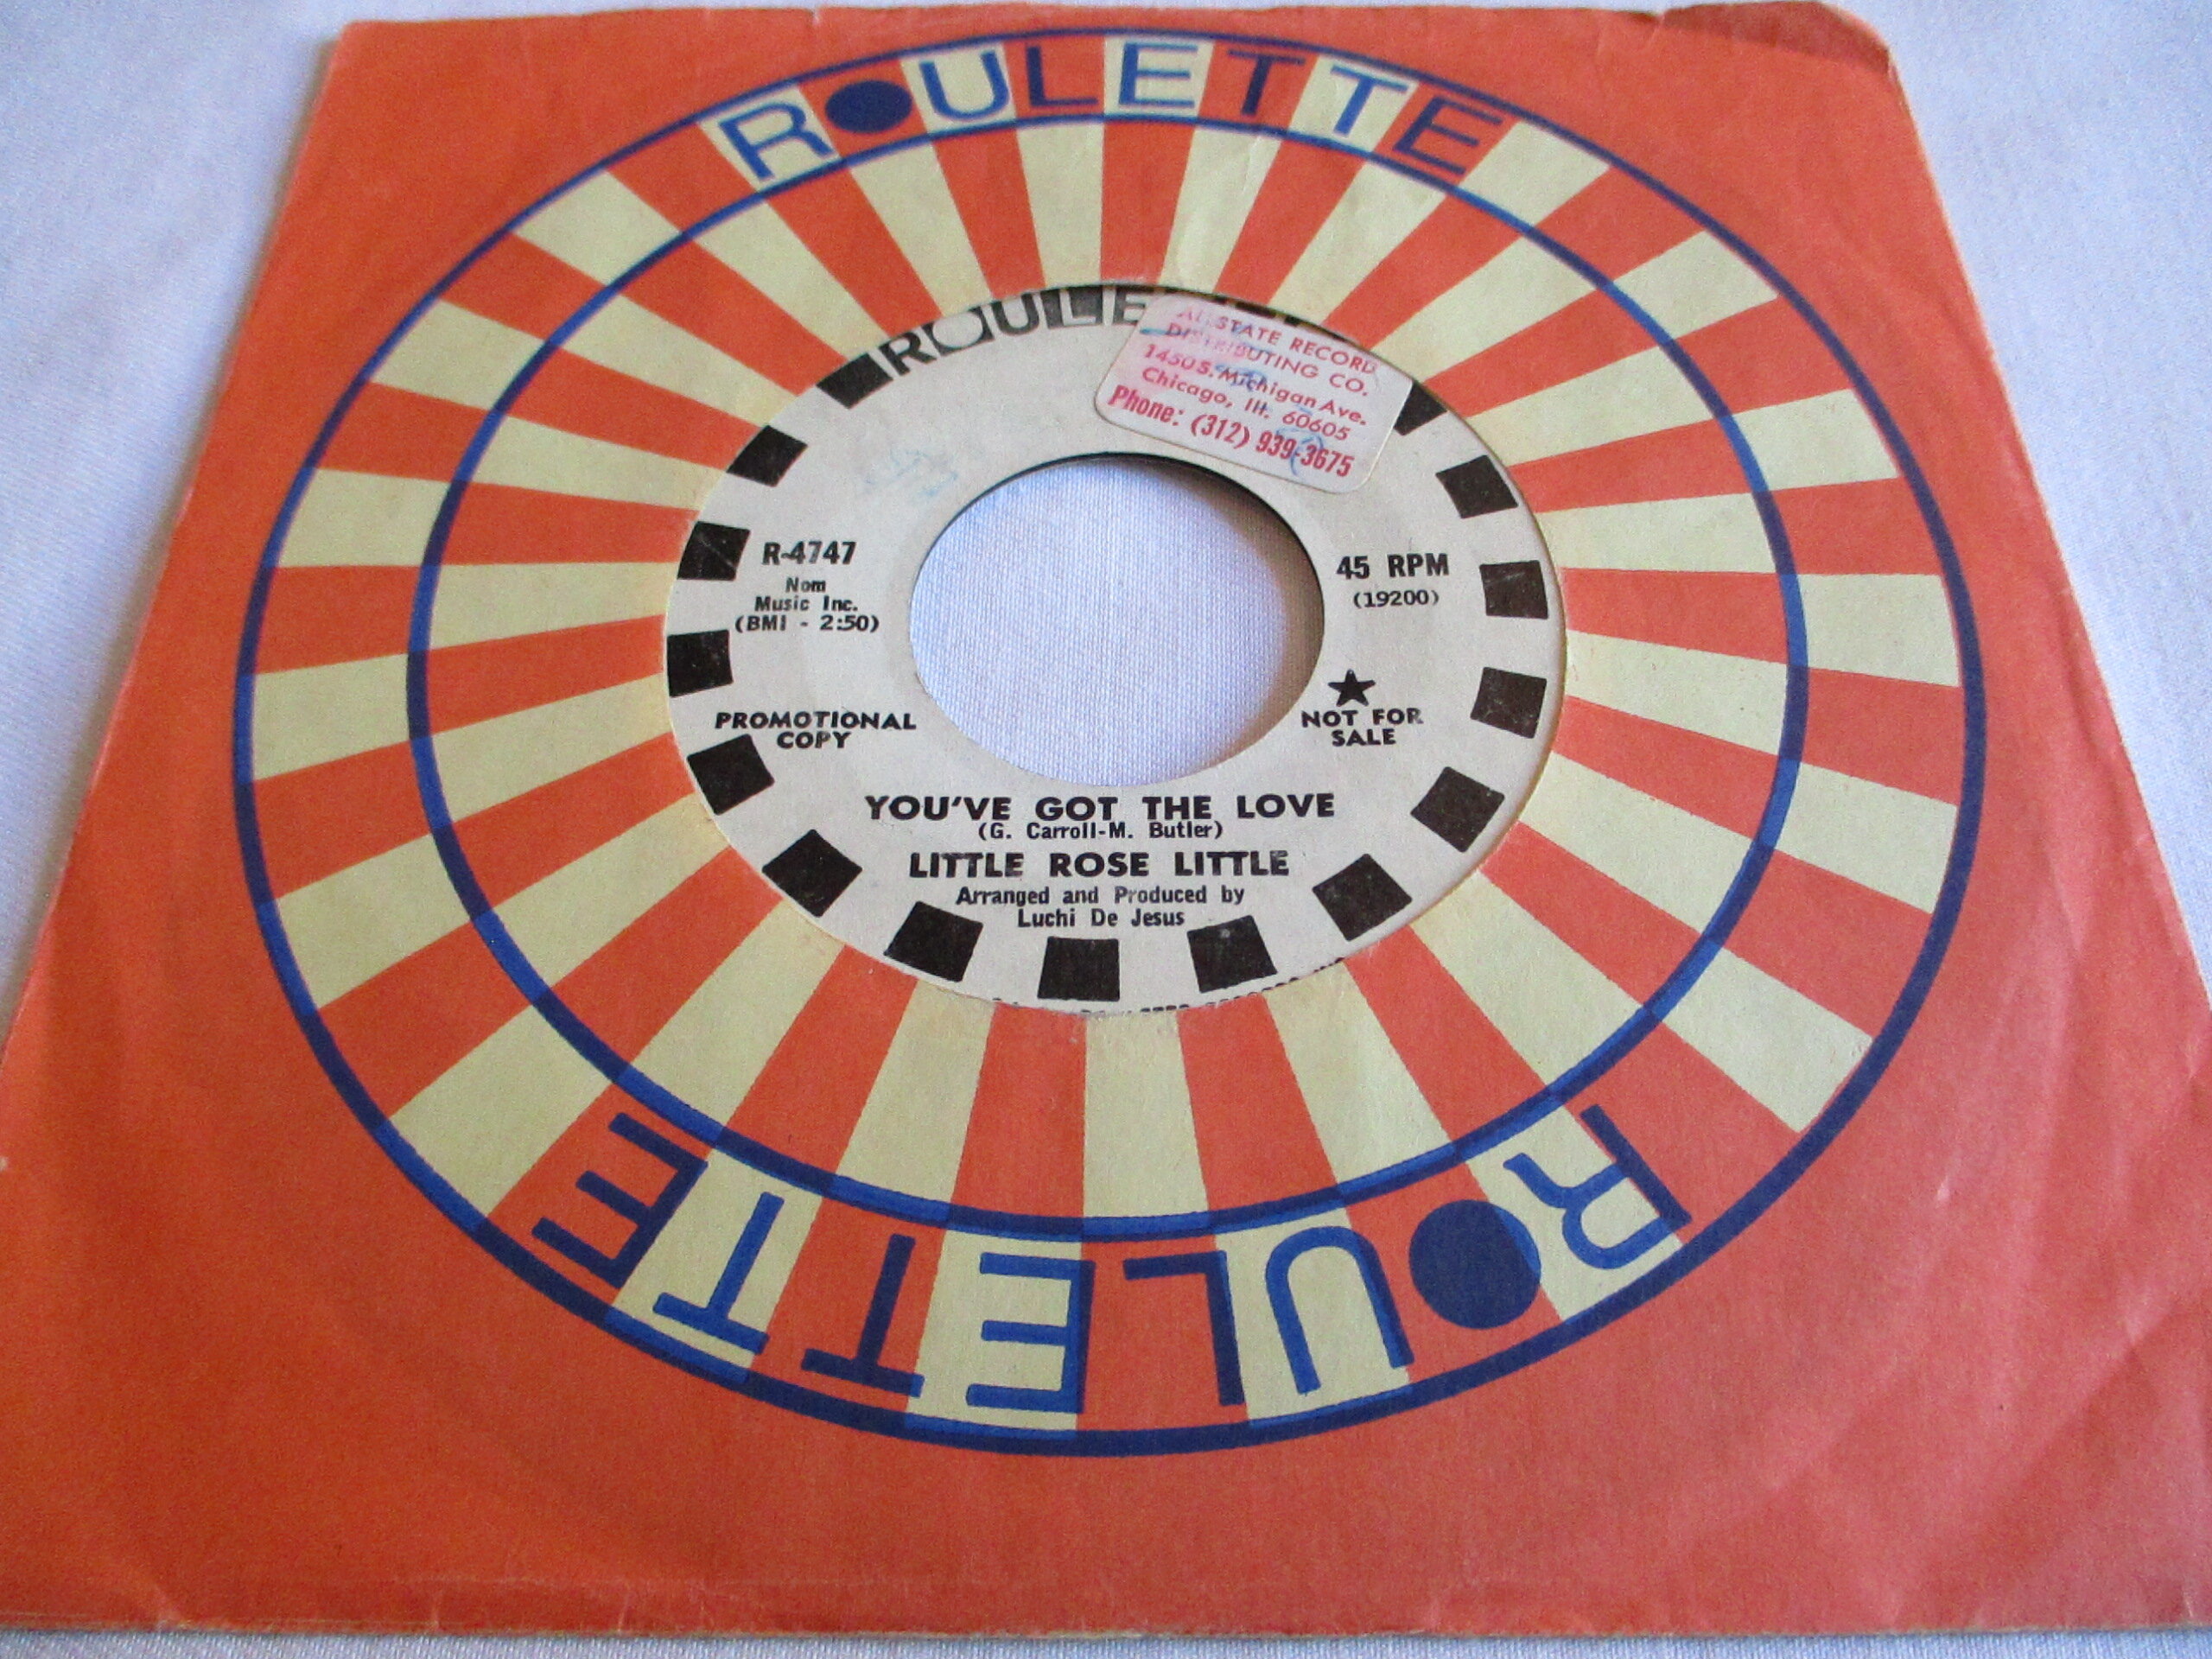 ROULETTE
ALLSTATE RECORD
DISTRIBUTING CO.
1450 S. Michigan Ave.
Chicago, Ill. 60605
Phone: (312) 939-3675
R-4747
Nom
Music Inc.
(BMI - 2:50)
45 RPM
(19200)
PROMOTIONAL
COPY
★
NOT FOR
SALE
YOU'VE GOT THE LOVE
(G. Carroll-M. Butler)
LITTLE ROSE LITTLE
Arranged and Produced by
Luchi De Jesus
ROULETTE